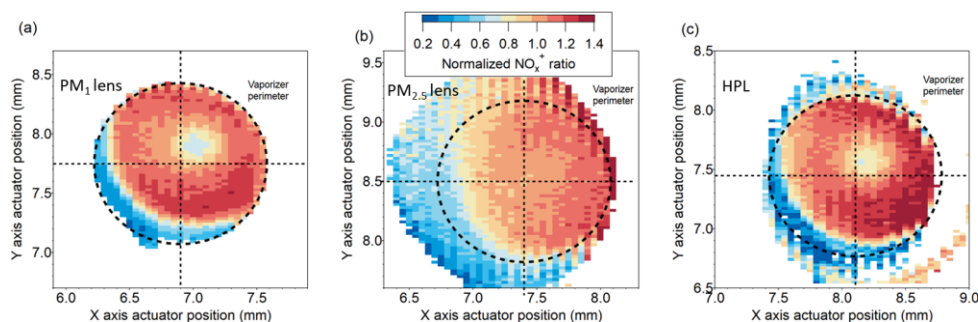 (a)
PM₁ lens
Vaporizer
perimeter
Y axis actuator position (mm)
8.5
8.0
7.5
7.0
6.0 6.5 7.0 7.5
X axis actuator position (mm)
(b)
0.2 0.4 0.6 0.8 1.0 1.2 1.4
Normalized NOₓ⁺ ratio
PM₂.₅ lens
Vaporizer
perimeter
Y axis actuator position (mm)
9.5
9.0
8.5
8.0
6.5 7.0 7.5 8.0
X axis actuator position (mm)
(c)
HPL
Vaporizer
perimeter
Y axis actuator position (mm)
8.5
8.0
7.5
7.0
6.5
7.0 7.5 8.0 8.5 9.0
X axis actuator position (mm)